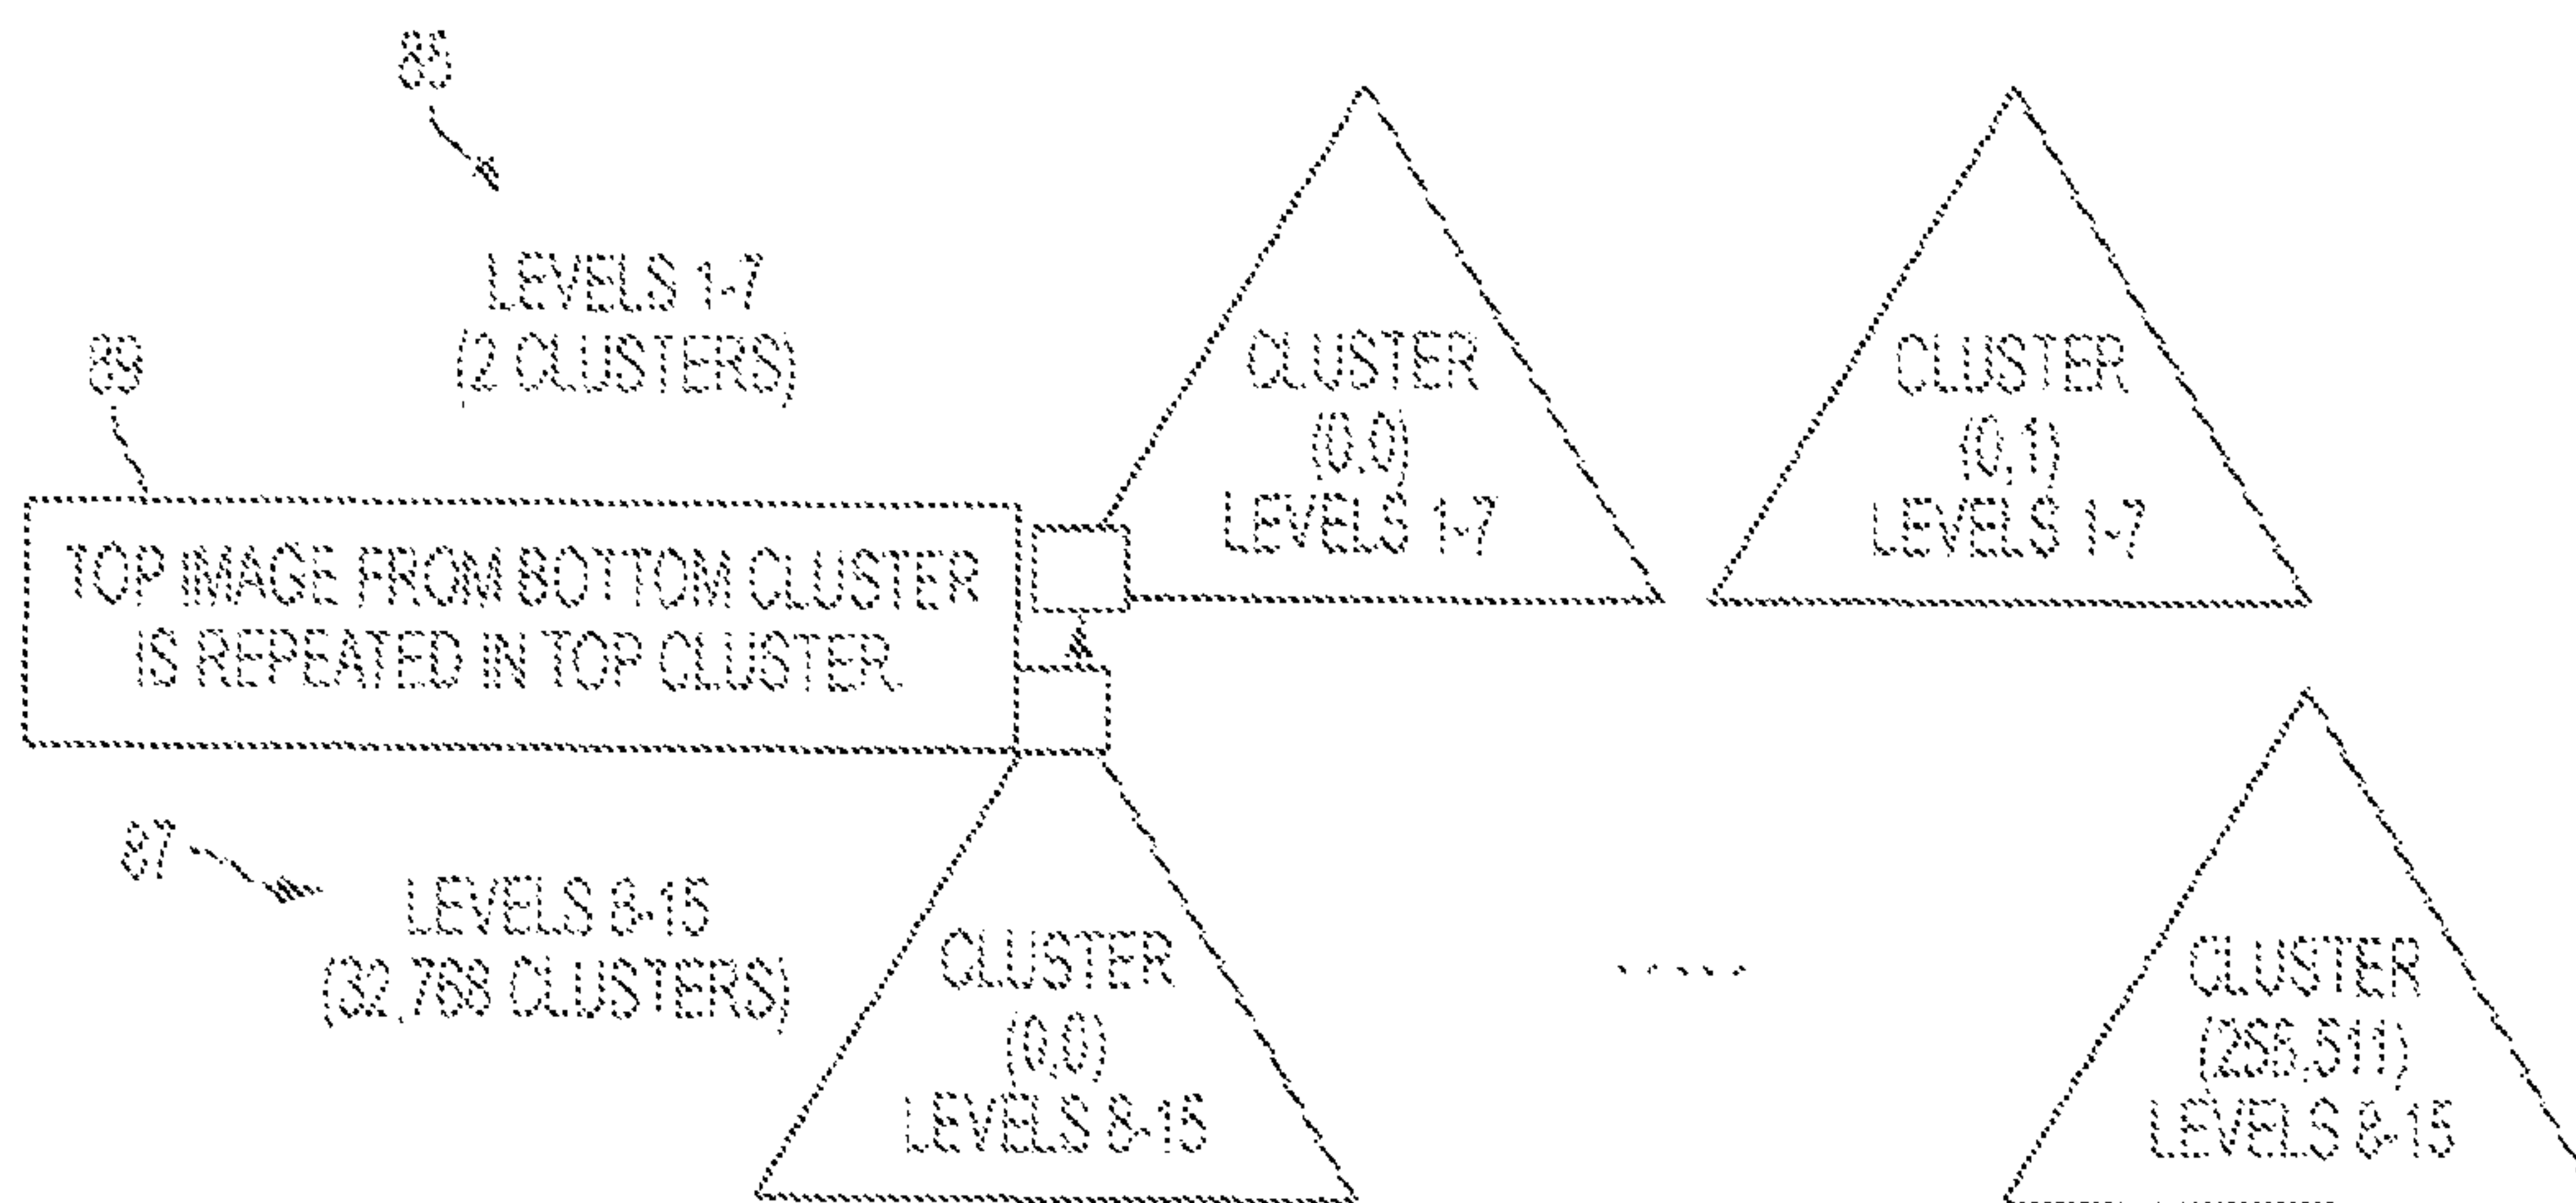 85
LEVELS 1-7
(2 CLUSTERS)
CLUSTER
(0,0)
LEVELS 1-7
CLUSTER
(0,1)
LEVELS 1-7
89
TOP IMAGE FROM BOTTOM CLUSTER
IS REPEATED IN TOP CLUSTER
87
LEVELS 8-15
(32,768 CLUSTERS)
CLUSTER
(0,0)
LEVELS 8-15
.....
CLUSTER
(255,511)
LEVELS 8-15